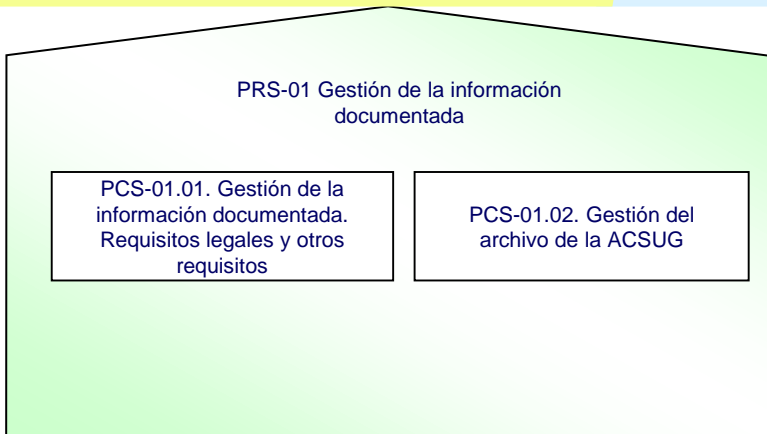 PRS-01 Gestión de la información
documentada
PCS-01.01. Gestión de la
información documentada.
Requisitos legales y otros
requisitos
PCS-01.02. Gestión del
archivo de la ACSUG